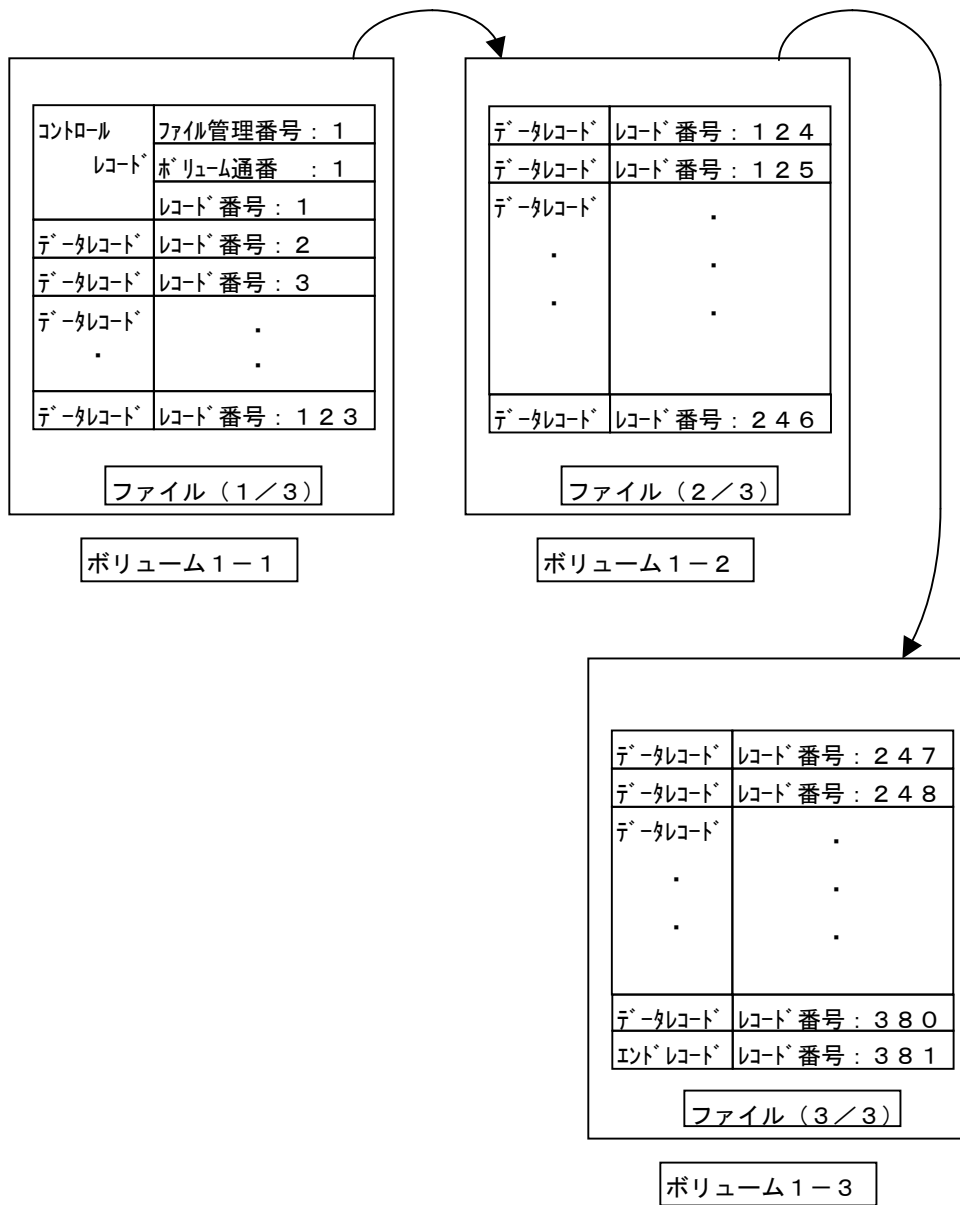 コントロール ファイル管理番号：１
レコード ボリューム通番　：１
レコード番号：１
データレコード レコード番号：２
データレコード レコード番号：３
データレコード ・
・ ・
データレコード レコード番号：１２３
ファイル（１／３）
ボリューム１－１
データレコード レコード番号：１２４
データレコード レコード番号：１２５
データレコード ・
・ ・
・ ・
データレコード レコード番号：２４６
ファイル（２／３）
ボリューム１－２
データレコード レコード番号：２４７
データレコード レコード番号：２４８
データレコード ・
・ ・
・ ・
データレコード レコード番号：３８０
エンドレコード レコード番号：３８１
ファイル（３／３）
ボリューム１－３